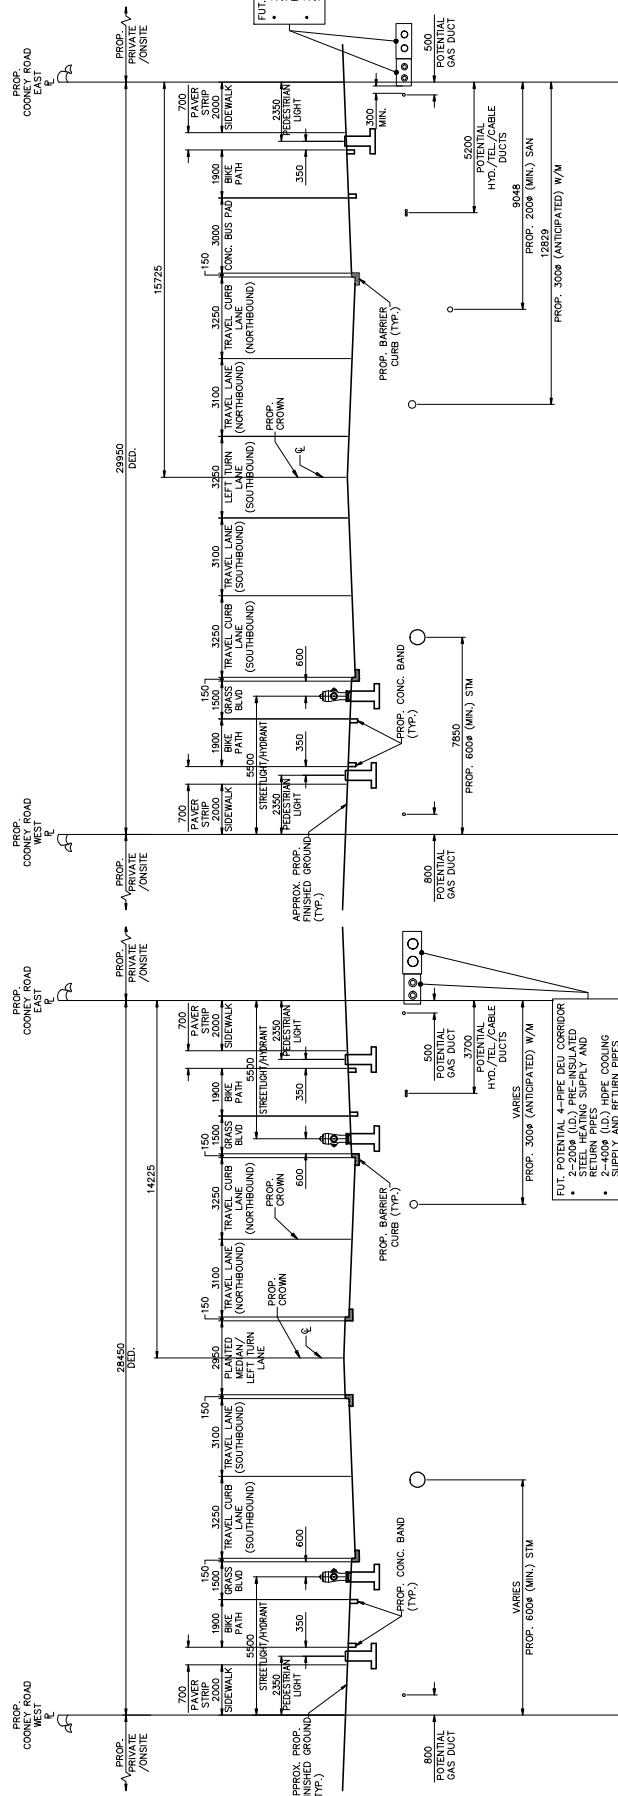 PROP.
COONEY ROAD
WEST
PROP.
COONEY ROAD
EAST
PROP.
PRIVATE
/ONSITE
29950
DED.
PROP.
PRIVATE
/ONSITE
15725
700
PAVER
STRIP
2000
SIDEWALK
1900
BIKE
PATH
1500
GRASS
BLVD
150
3250
TRAVEL CURB
LANE
(SOUTHBOUND)
3100
TRAVEL LANE
(SOUTHBOUND)
3250
LEFT TURN
LANE
(SOUTHBOUND)
3100
TRAVEL LANE
(NORTHBOUND)
3250
TRAVEL CURB
LANE
(NORTHBOUND)
150
3000
CONC. BUS PAD
1900
BIKE
PATH
700
PAVER
STRIP
2000
SIDEWALK
5500
STREETLIGHT/HYDRANT
2350
PEDESTRIAN
LIGHT
350
600
PROP.
CROWN
℄
350
2350
PEDESTRIAN
LIGHT
FUT.
APPROX. PROP.
FINISHED GROUND
(TYP.)
PROP. CONC. BAND
(TYP.)
PROP. BARRIER
CURB (TYP.)
300
MIN.
800
POTENTIAL
GAS DUCT
7850
PROP. 600ø (MIN.) STM
500
POTENTIAL
GAS DUCT
5200
POTENTIAL
HYD./TEL./CABLE
DUCTS
9048
PROP. 200ø (MIN.) SAN
12829
PROP. 300ø (ANTICIPATED) W/M
PROP.
COONEY ROAD
WEST
PROP.
COONEY ROAD
EAST
PROP.
PRIVATE
/ONSITE
28450
DED.
PROP.
PRIVATE
/ONSITE
14225
700
PAVER
STRIP
2000
SIDEWALK
1900
BIKE
PATH
1500
GRASS
BLVD
150
3250
TRAVEL CURB
LANE
(SOUTHBOUND)
3100
TRAVEL LANE
(SOUTHBOUND)
150
2950
PLANTED
MEDIAN/
LEFT TURN
LANE
150
3100
TRAVEL LANE
(NORTHBOUND)
3250
TRAVEL CURB
LANE
(NORTHBOUND)
150
1500
GRASS
BLVD
1900
BIKE
PATH
700
PAVER
STRIP
2000
SIDEWALK
5500
STREETLIGHT/HYDRANT
2350
PEDESTRIAN
LIGHT
350
600
PROP.
CROWN
℄
PROP.
CROWN
600
5500
STREETLIGHT/HYDRANT
350
2350
PEDESTRIAN
LIGHT
PPROX. PROP.
INISHED GROUND
TYP.)
PROP. CONC. BAND
(TYP.)
PROP. BARRIER
CURB (TYP.)
800
POTENTIAL
GAS DUCT
VARIES
PROP. 600ø (MIN.) STM
500
POTENTIAL
GAS DUCT
3700
POTENTIAL
HYD./TEL./CABLE
DUCTS
VARIES
PROP. 300ø (ANTICIPATED) W/M
FUT. POTENTIAL 4-PIPE DEU CORRIDOR
• 2-200ø (I.D.) PRE-INSULATED
STEEL HEATING SUPPLY AND
RETURN PIPES
• 2-400ø (I.D.) HDPE COOLING
SUPPLY AND RETURN PIPES